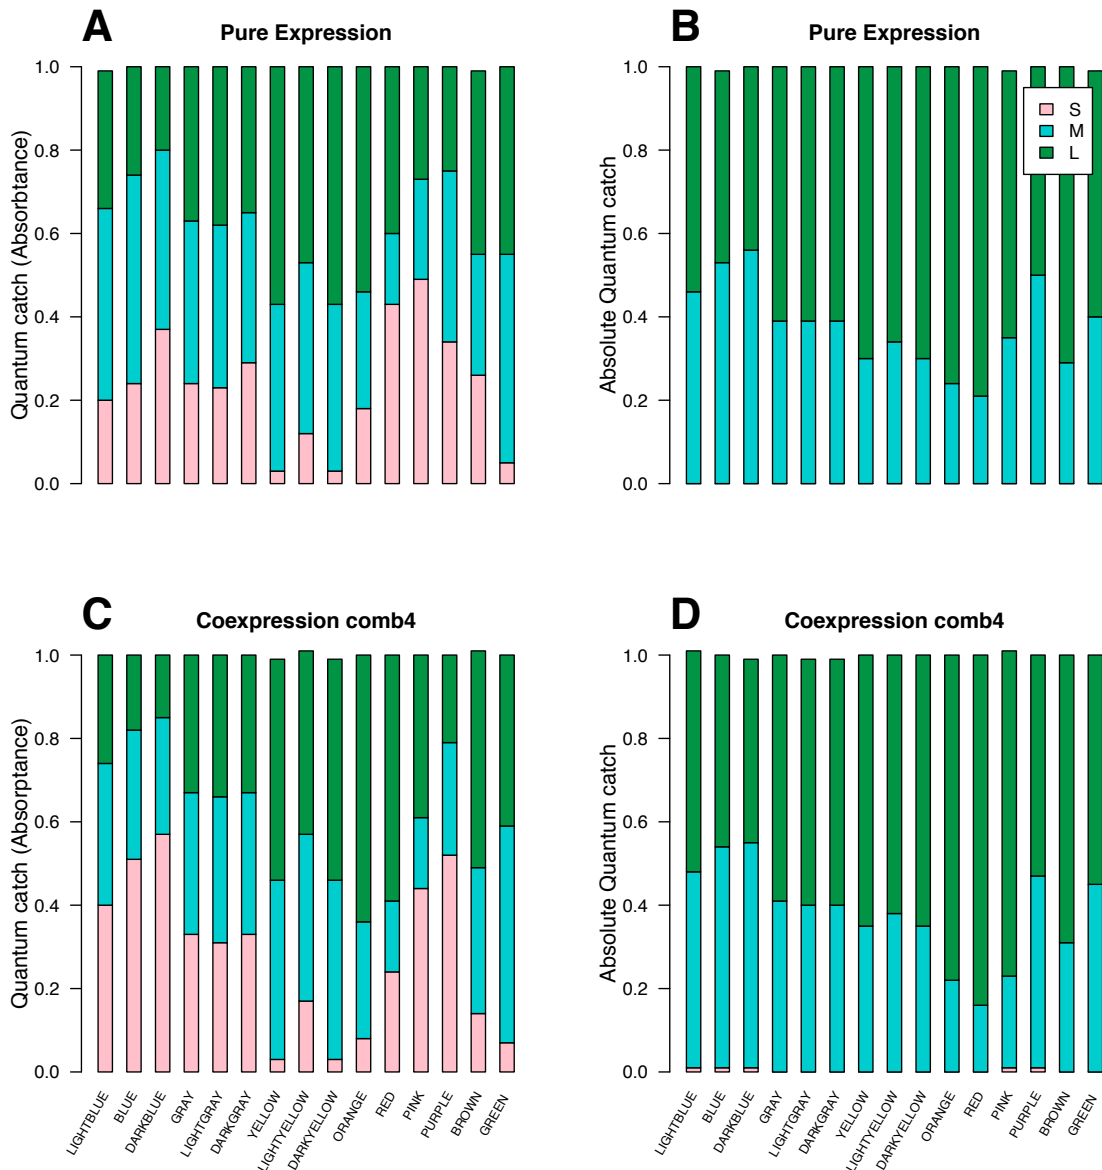 A
Pure Expression
Quantum catch (Absorbtance)
1.0
0.8
0.6
0.4
0.2
0.0
B
Pure Expression
Absolute Quantum catch
1.0
0.8
0.6
0.4
0.2
0.0
S
M
L
C
Coexpression comb4
Quantum catch (Absorptance)
1.0
0.8
0.6
0.4
0.2
0.0
LIGHTBLUE
BLUE
DARKBLUE
GRAY
LIGHTGRAY
DARKGRAY
YELLOW
LIGHTYELLOW
DARKYELLOW
ORANGE
RED
PINK
PURPLE
BROWN
GREEN
D
Coexpression comb4
Absolute Quantum catch
1.0
0.8
0.6
0.4
0.2
0.0
LIGHTBLUE
BLUE
DARKBLUE
GRAY
LIGHTGRAY
DARKGRAY
YELLOW
LIGHTYELLOW
DARKYELLOW
ORANGE
RED
PINK
PURPLE
BROWN
GREEN